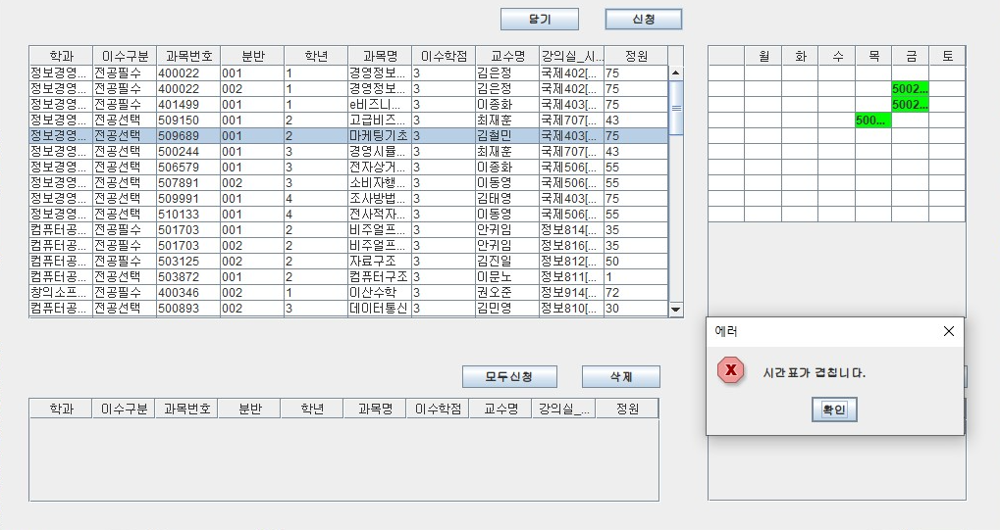 담기 신청
학과 이수구분 과목번호 분반 학년 과목명 이수학점 교수명 강의실_시... 정원
정보경영... 전공필수 400022 001 1 경영정보... 3 김은정 국제402[... 75
정보경영... 전공필수 400022 002 1 경영정보... 3 김은정 국제402[... 75
정보경영... 전공필수 401499 001 1 e비즈니... 3 이종화 국제403[... 75
정보경영... 전공선택 509150 001 2 고급비즈... 3 최재훈 국제707[... 43
정보경영... 전공선택 509689 001 2 마케팅기초 3 김철민 국제403[... 75
정보경영... 전공선택 500244 001 3 경영시뮬... 3 최재훈 국제707[... 43
정보경영... 전공선택 506579 001 3 전자상거... 3 이종화 국제506[... 55
정보경영... 전공선택 507891 002 3 소비자행... 3 이동영 국제506[... 55
정보경영... 전공선택 509991 001 4 조사방법... 3 김태영 국제403[... 75
정보경영... 전공선택 510133 001 4 전사적자... 3 이동영 국제506[... 55
컴퓨터공... 전공필수 501703 001 2 비주얼프... 3 안귀임 정보814[... 35
컴퓨터공... 전공필수 501703 002 2 비주얼프... 3 안귀임 정보816[... 35
컴퓨터공... 전공필수 503125 002 2 자료구조 3 김진일 정보812[... 50
컴퓨터공... 전공선택 503872 001 2 컴퓨터구조 3 이문노 정보811[... 1
창의소프... 전공필수 400346 002 1 이산수학 3 권오준 정보914[... 72
컴퓨터공... 전공선택 500893 002 3 데이터통신 3 김민영 정보810[... 30
월 화 수 목 금 토
5002...
5002...
500...
에러
시간표가 겹칩니다.
확인
모두신청 삭제
학과 이수구분 과목번호 분반 학년 과목명 이수학점 교수명 강의실_... 정원